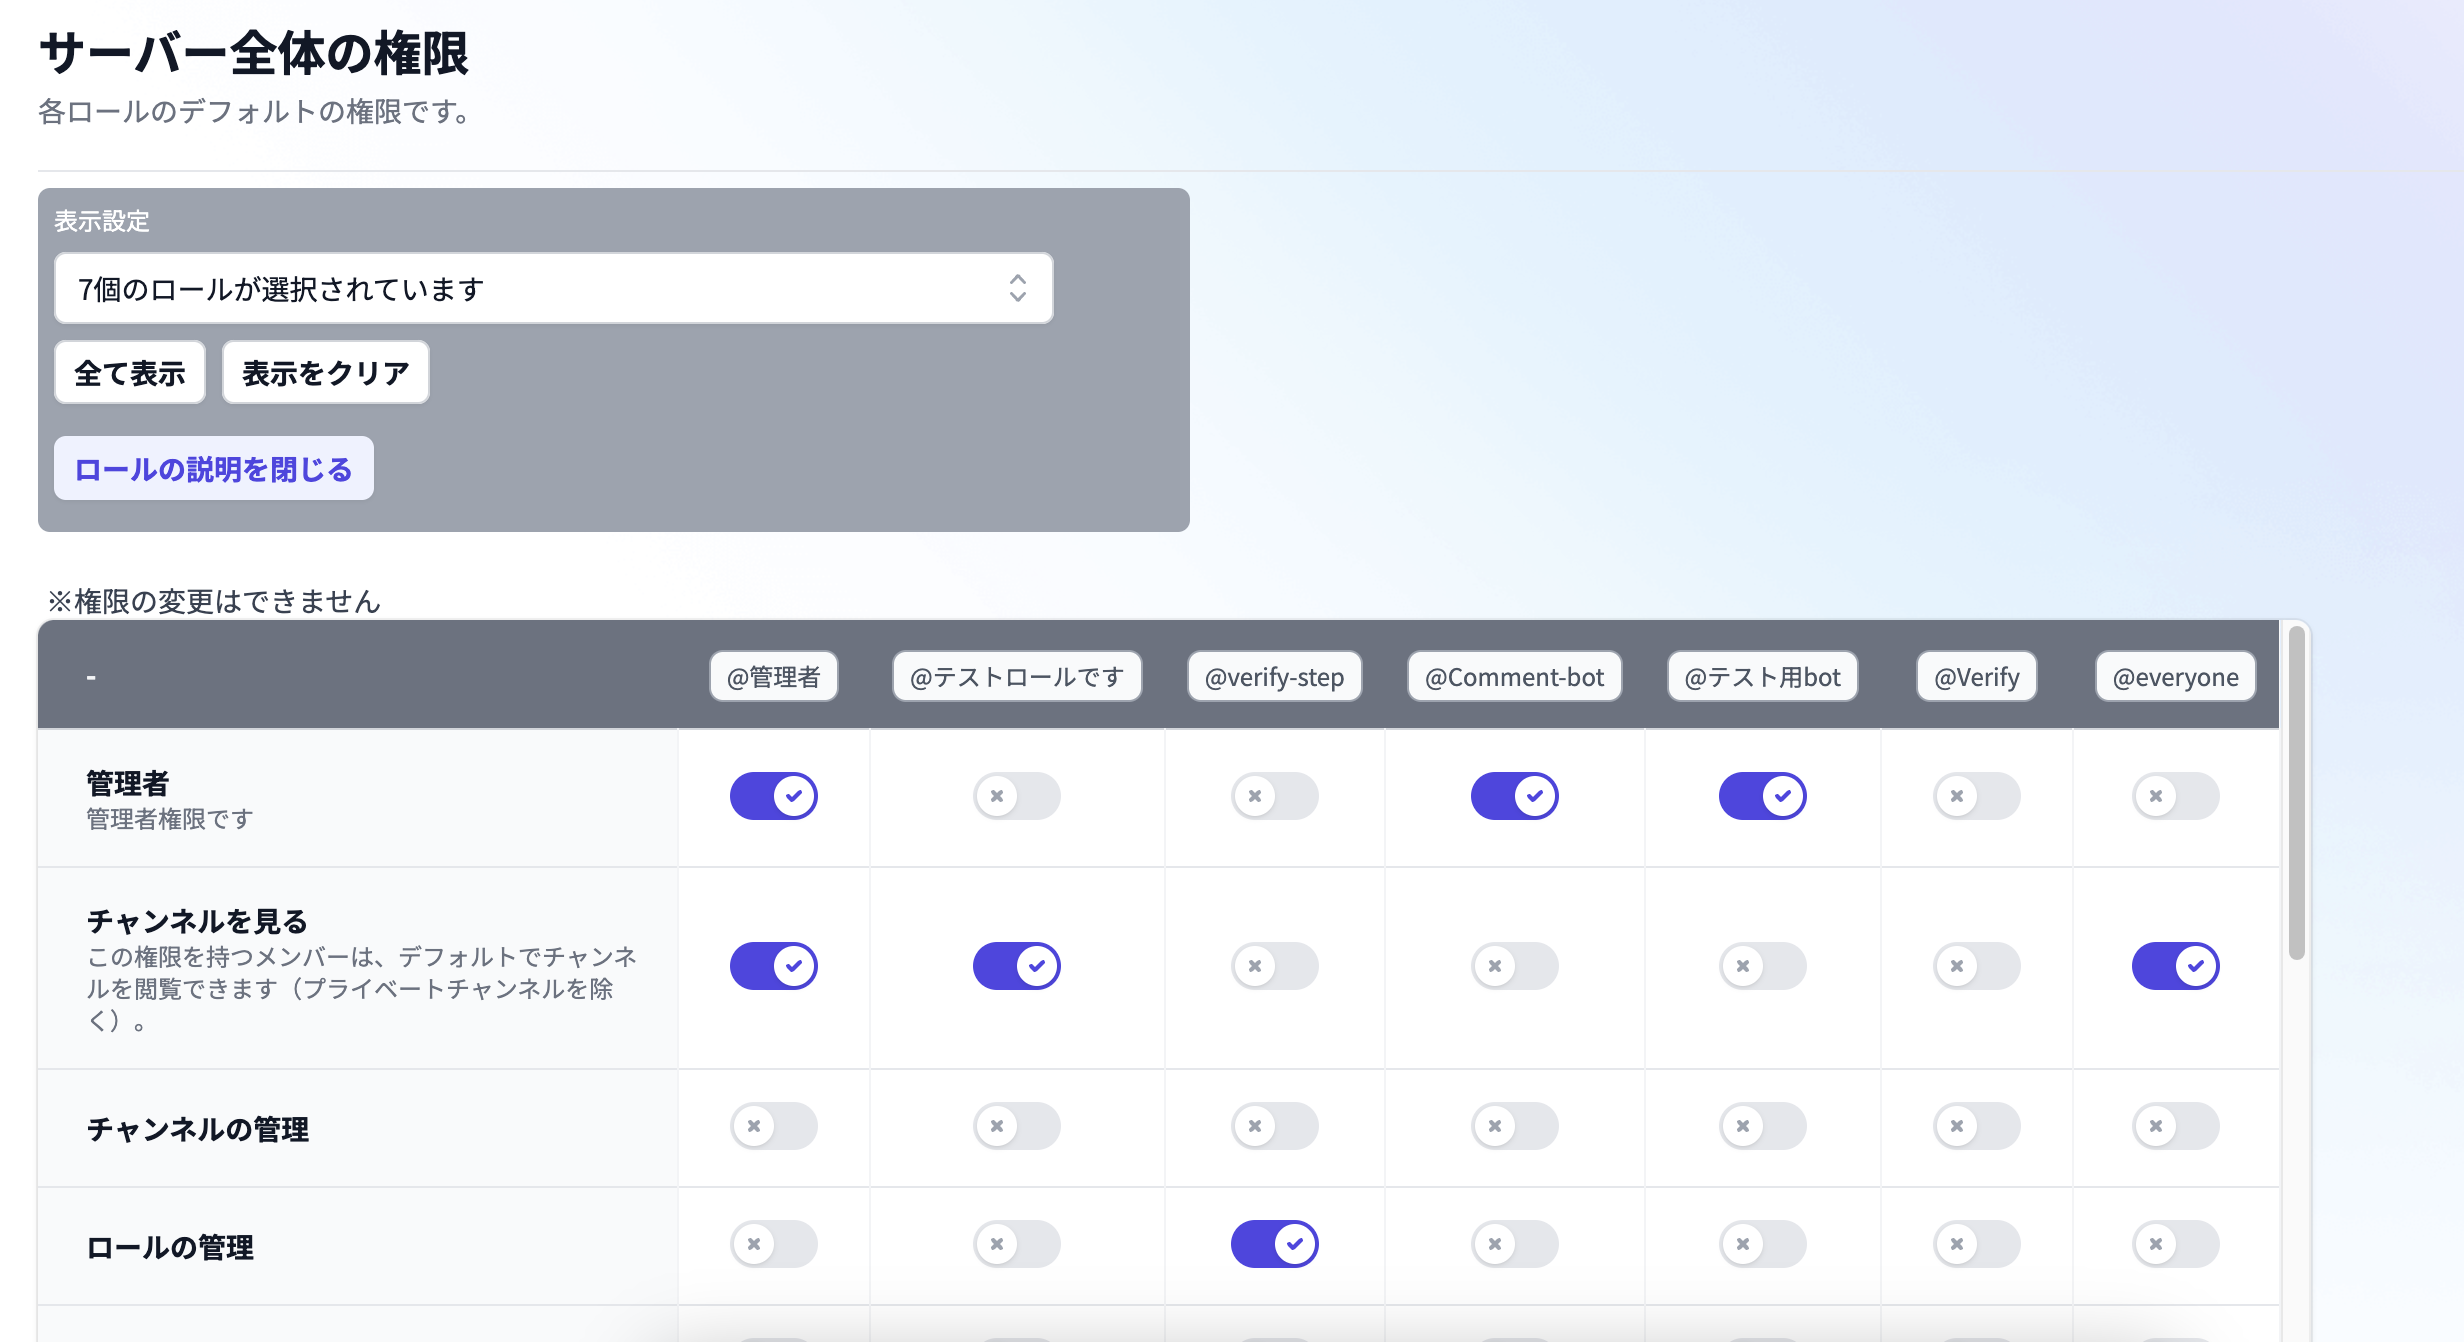 サーバー全体の権限
各ロールのデフォルトの権限です。
表示設定
7個のロールが選択されています
全て表示 表示をクリア
ロールの説明を閉じる
※権限の変更はできません
- @管理者 @テストロールです @verify-step @Comment-bot @テスト用bot @Verify @everyone
管理者
管理者権限です
チャンネルを見る
この権限を持つメンバーは、デフォルトでチャンネ
ルを閲覧できます（プライベートチャンネルを除
く）。
チャンネルの管理
ロールの管理